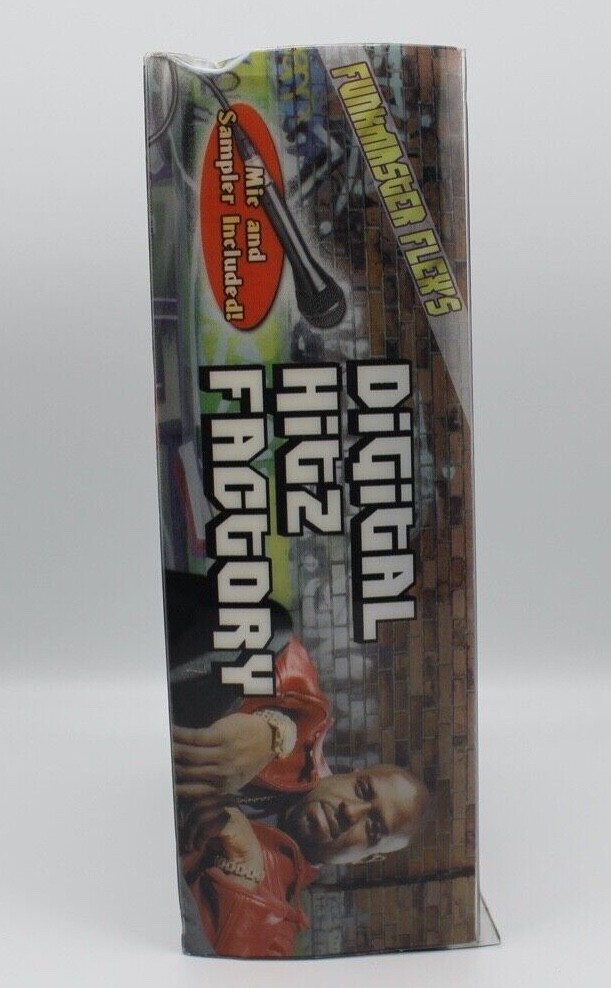 FUNKMASTER FLEX'S
Mic and
Sampler Included!
DIGITAL
HITZ
FACTORY